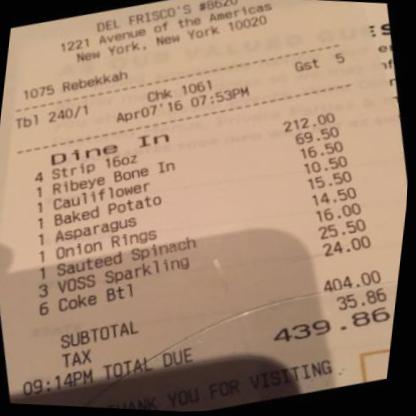 DEL FRISCO'S #8620
1221 Avenue of the Americas
New York, New York 10020
1075 Rebekkah
Tbl 240/1 Chk 1061 Gst 5
Apr07'16 07:53PM
Dine In
4 Strip 16oz 212.00
1 Ribeye Bone In 69.50
1 Cauliflower 16.50
1 Baked Potato 10.50
1 Asparagus 15.50
1 Onion Rings 14.50
1 Sauteed Spinach 16.00
3 VOSS Sparkling 25.50
6 Coke Btl 24.00
SUBTOTAL 404.00
TAX 35.86
09:14PM TOTAL DUE 439.86
THANK YOU FOR VISITING